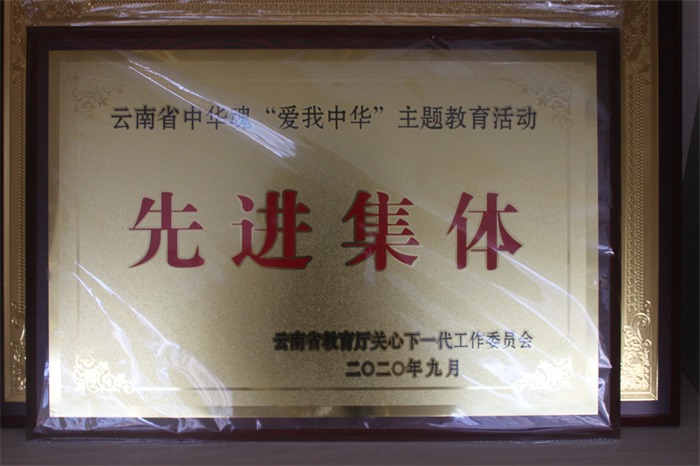 云南省中华魂“爱我中华”主题教育活动
先进集体
云南省教育厅关心下一代工作委员会
二〇二〇年九月